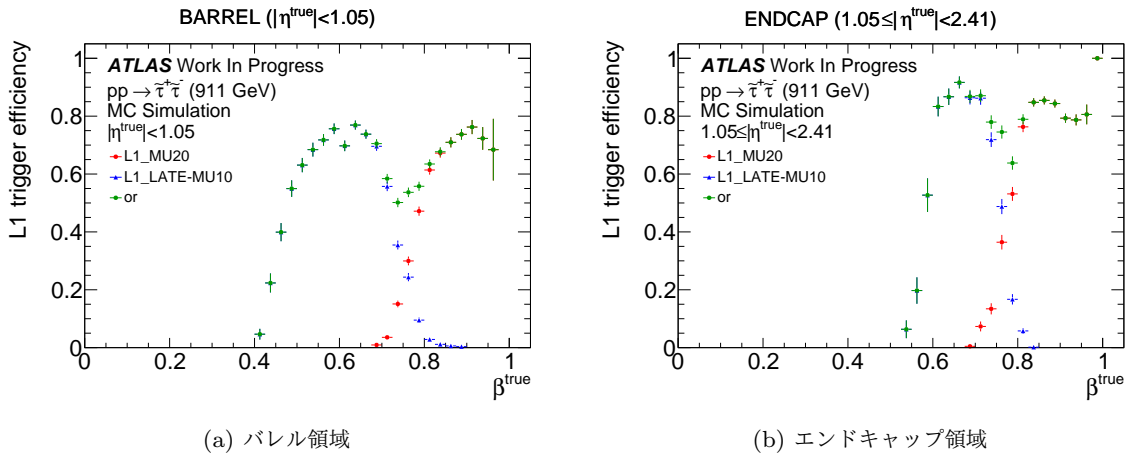 BARREL (|η^true|<1.05)
L1 trigger efficiency
1
0.8
0.6
0.4
0.2
0
ATLAS Work In Progress
pp → τ̃⁺τ̃⁻ (911 GeV)
MC Simulation
|η^true|<1.05
L1_MU20
L1_LATE-MU10
or
0 0.2 0.4 0.6 0.8 1
β^true
(a) バレル領域
ENDCAP (1.05≤|η^true|<2.41)
L1 trigger efficiency
1
0.8
0.6
0.4
0.2
0
ATLAS Work In Progress
pp → τ̃⁺τ̃⁻ (911 GeV)
MC Simulation
1.05≤|η^true|<2.41
L1_MU20
L1_LATE-MU10
or
0 0.2 0.4 0.6 0.8 1
β^true
(b) エンドキャップ領域